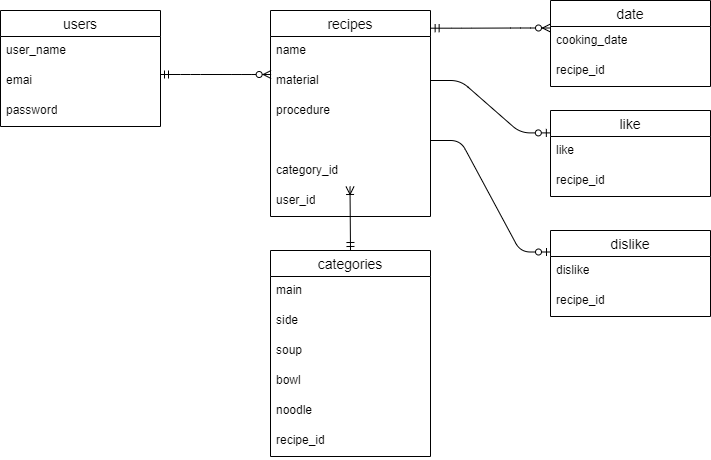 users
user_name
emai
password
recipes
name
material
procedure
category_id
user_id
categories
main
side
soup
bowl
noodle
recipe_id
date
cooking_date
recipe_id
like
like
recipe_id
dislike
dislike
recipe_id